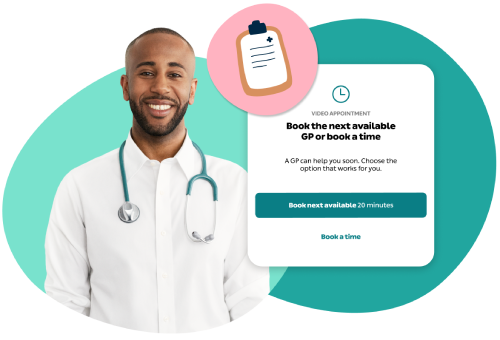 VIDEO APPOINTMENT
Book the next available
GP or book a time
A GP can help you soon. Choose the
option that works for you.
Book next available 20 minutes
Book a time